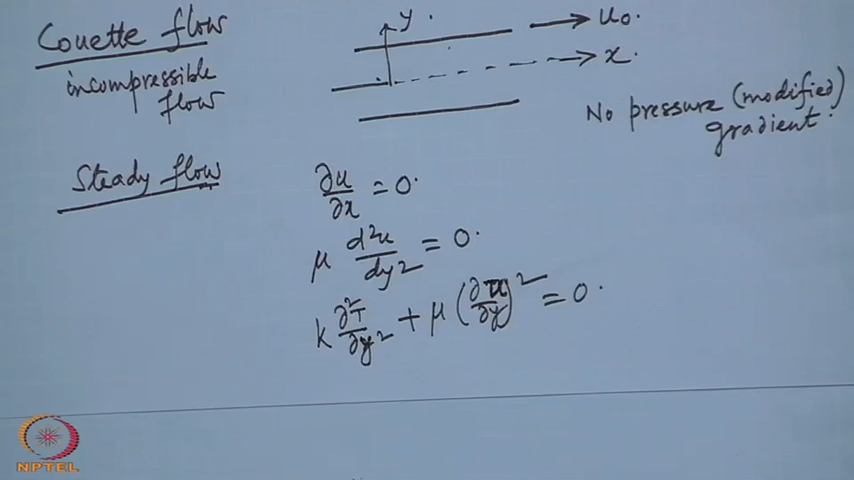 Couette flow
incompressible
flow
y.
u₀.
x.
No pressure (modified)
gradient.
Steady flow
∂u/∂x = 0.
μ d²u/dy² = 0.
k ∂²T/∂y² + μ (∂u/∂y)² = 0.
NPTEL